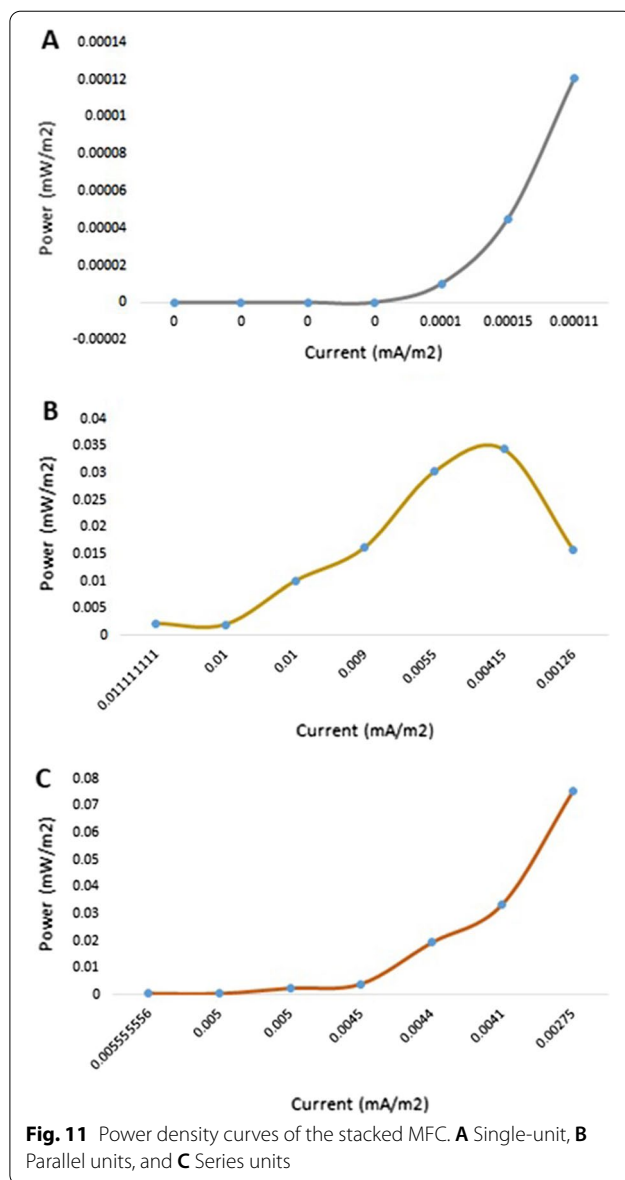 A
0.00014
0.00012
0.0001
0.00008
0.00006
0.00004
0.00002
0
-0.00002
Power (mW/m2)
0 0 0 0 0.0001 0.00015 0.00011
Current (mA/m2)
B
0.04
0.035
0.03
0.025
0.02
0.015
0.01
0.005
0
Power (mW/m2)
0.011111111 0.01 0.01 0.009 0.0055 0.00415 0.00126
Current (mA/m2)
C
0.08
0.07
0.06
0.05
0.04
0.03
0.02
0.01
0
Power (mW/m2)
0.005555556 0.005 0.005 0.0045 0.0044 0.0041 0.00275
Current (mA/m2)
Fig. 11 Power density curves of the stacked MFC. A Single-unit, B
Parallel units, and C Series units